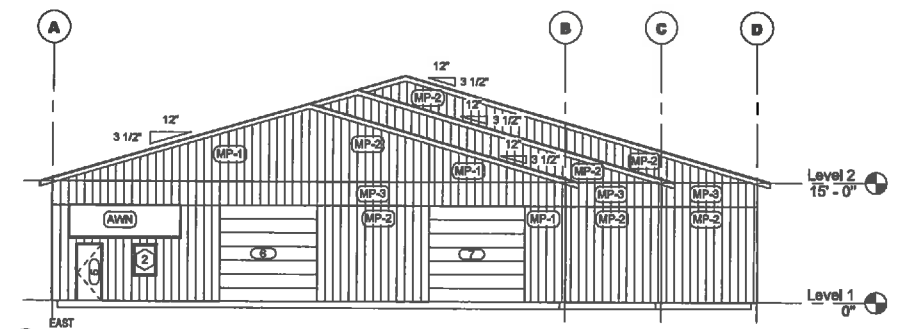 A
B
C
D
12"
3 1/2"
MP-2
12"
3 1/2"
12"
3 1/2"
MP-2
12"
3 1/2"
MP-1
MP-1
MP-2
MP-2
Level 2
15' - 0"
MP-3
MP-3
MP-3
AWN
MP-2
MP-1
MP-2
MP-2
2
6
7
5
Level 1
0"
EAST